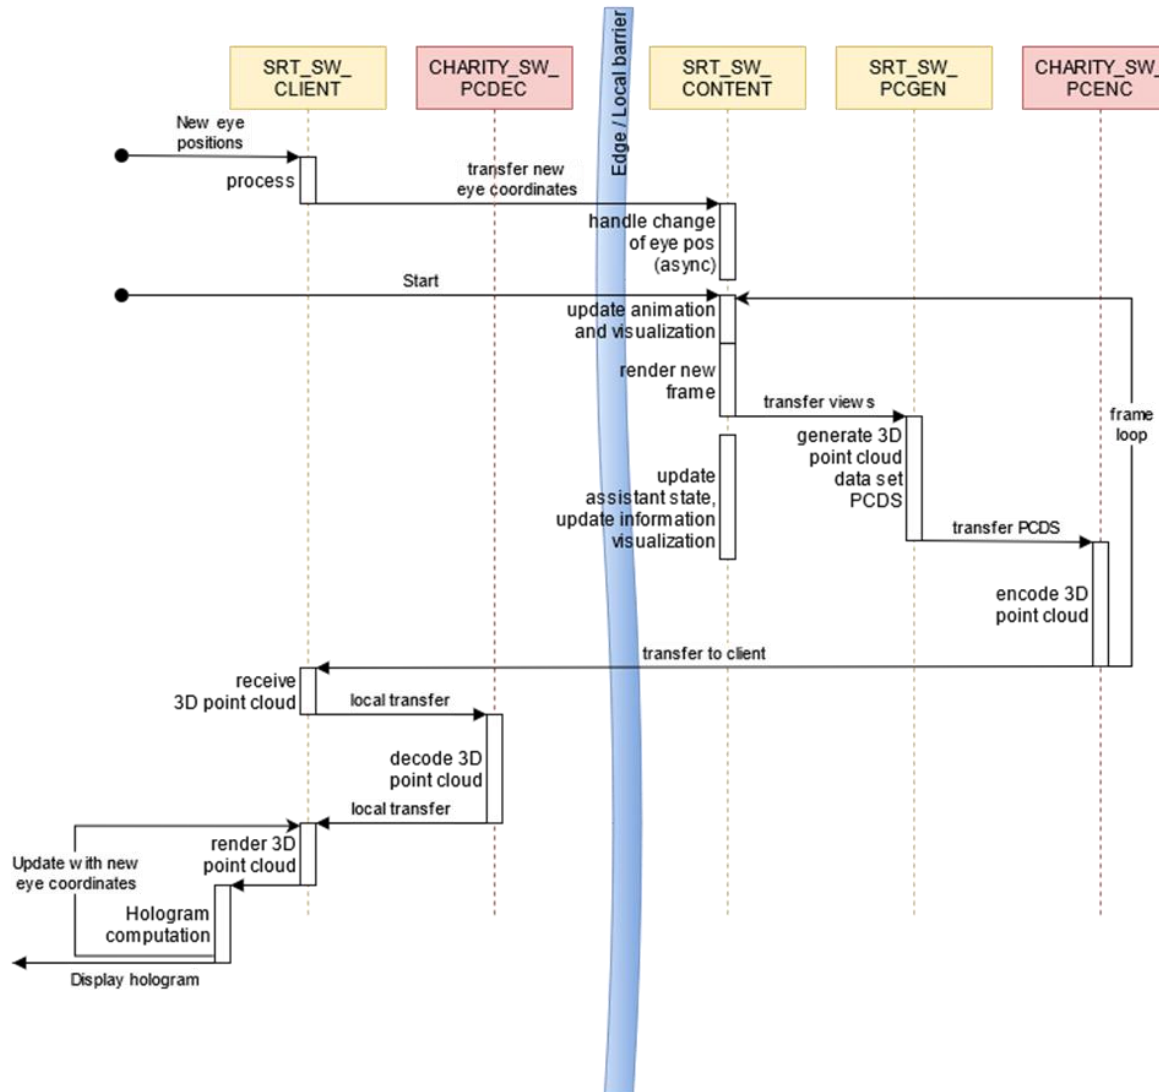 SRT_SW_
CLIENT
CHARITY_SW_
PCDEC
Edge / Local barrier
SRT_SW_
CONTENT
SRT_SW_
PCGEN
CHARITY_SW_
PCENC
New eye
positions
process
transfer new
eye coordinates
handle change
of eye pos
(async)
Start
update animation
and visualization
render new
frame
transfer views
frame
loop
generate 3D
point cloud
data set
PCDS
update
assistant state,
update information
visualization
transfer PCDS
encode 3D
point cloud
transfer to client
receive
3D point cloud
local transfer
decode 3D
point cloud
local transfer
render 3D
point cloud
Update with new
eye coordinates
Hologram
computation
Display hologram